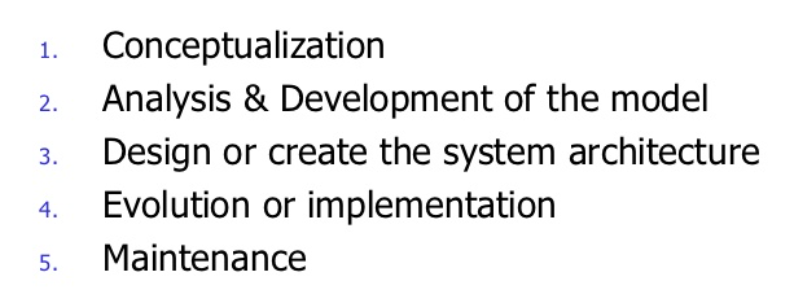 1. Conceptualization
2. Analysis & Development of the model
3. Design or create the system architecture
4. Evolution or implementation
5. Maintenance